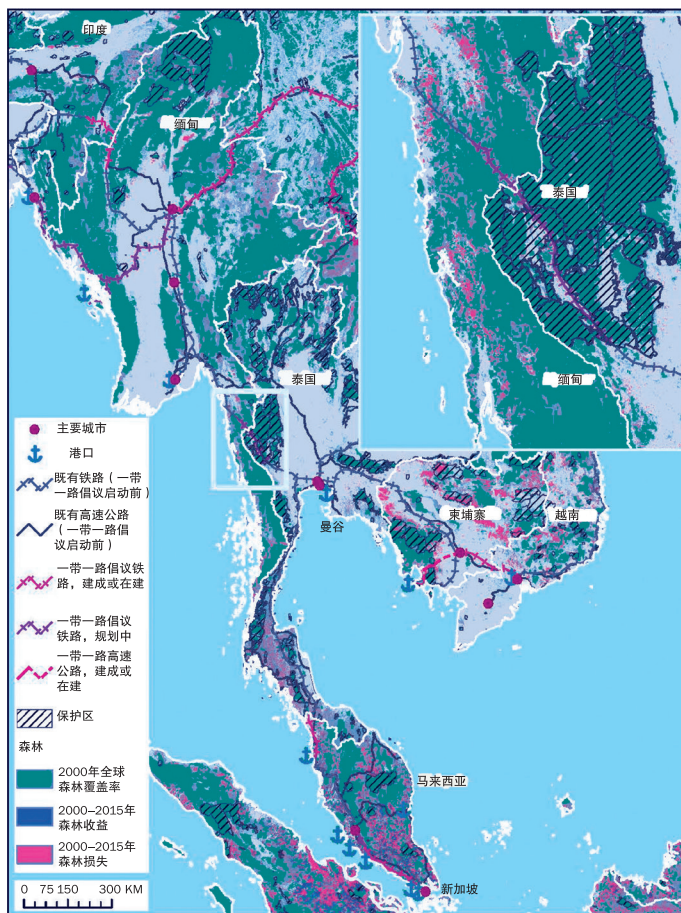 印度
缅甸
泰国
缅甸
泰国
曼谷
柬埔寨
越南
马来西亚
新加坡
主要城市
港口
既有铁路（一带
一路倡议启动前）
既有高速公路
（一带一路倡
议启动前）
一带一路倡议铁
路，建成或在建
一带一路倡议
铁路，规划中
一带一路高速
公路，建成或
在建
保护区
森林
2000年全球
森林覆盖率
2000–2015年
森林收益
2000–2015年
森林损失
0 75 150 300 KM